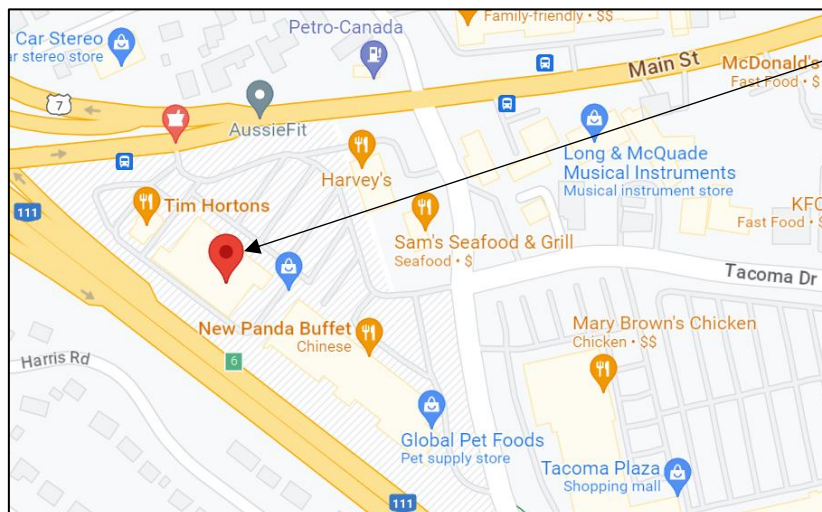 Family-friendly • $$
Petro-Canada
Car Stereo
ar stereo store
Main St
McDonald's
Fast Food • $
7
AussieFit
Long & McQuade
Musical Instruments
Musical instrument store
Harvey's
Tim Hortons
111
KFC
Fast Food • $
Sam's Seafood & Grill
Seafood • $
Tacoma Dr
New Panda Buffet
Chinese
Mary Brown's Chicken
Chicken • $$
Harris Rd
6
Global Pet Foods
Pet supply store
Tacoma Plaza
Shopping mall
111